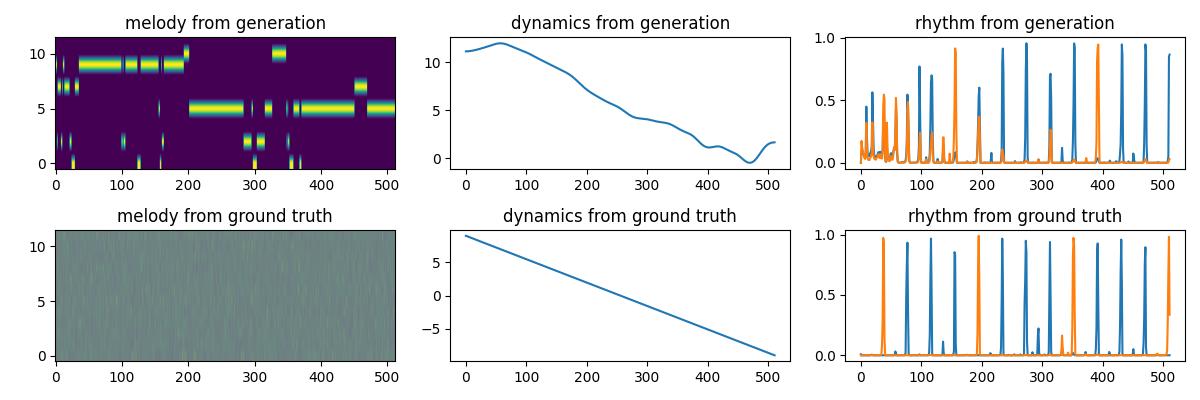 melody from generation
10
5
0
0 100 200 300 400 500
dynamics from generation
10
5
0
0 100 200 300 400 500
rhythm from generation
1.0
0.5
0.0
0 100 200 300 400 500
melody from ground truth
10
5
0
0 100 200 300 400 500
dynamics from ground truth
5
0
−5
0 100 200 300 400 500
rhythm from ground truth
1.0
0.5
0.0
0 100 200 300 400 500